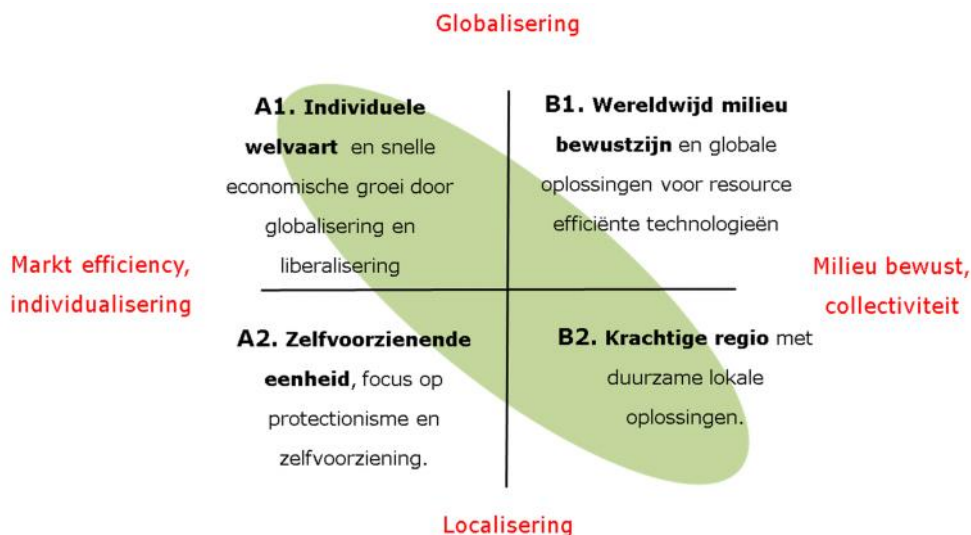 Globalisering
A1. Individuele
welvaart en snelle
economische groei door
globalisering en
liberalisering
B1. Wereldwijd milieu
bewustzijn en globale
oplossingen voor resource
efficiënte technologieën
Markt efficiency,
individualisering
Milieu bewust,
collectiviteit
A2. Zelfvoorzienende
eenheid, focus op
protectionisme en
zelfvoorziening.
B2. Krachtige regio met
duurzame lokale
oplossingen.
Localisering